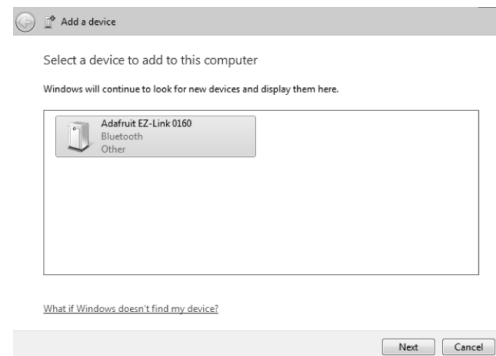 Add a device
Select a device to add to this computer
Windows will continue to look for new devices and display them here.
Adafruit EZ-Link 0160
Bluetooth
Other
What if Windows doesn't find my device?
Next Cancel